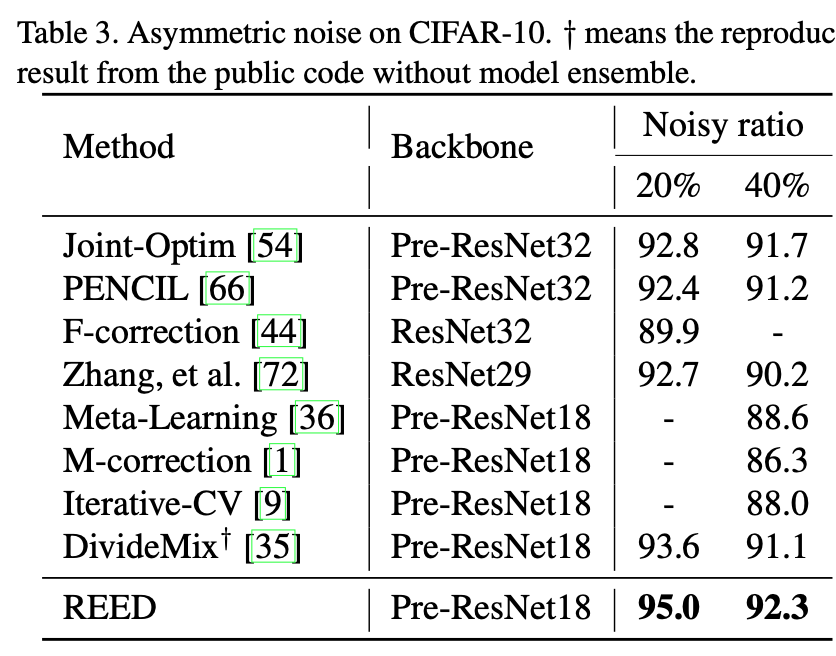 Table 3. Asymmetric noise on CIFAR-10. † means the reproduc
result from the public code without model ensemble.
Method Backbone Noisy ratio
20% 40%
Joint-Optim [54] Pre-ResNet32 92.8 91.7
PENCIL [66] Pre-ResNet32 92.4 91.2
F-correction [44] ResNet32 89.9 -
Zhang, et al. [72] ResNet29 92.7 90.2
Meta-Learning [36] Pre-ResNet18 - 88.6
M-correction [1] Pre-ResNet18 - 86.3
Iterative-CV [9] Pre-ResNet18 - 88.0
DivideMix† [35] Pre-ResNet18 93.6 91.1
REED Pre-ResNet18 95.0 92.3